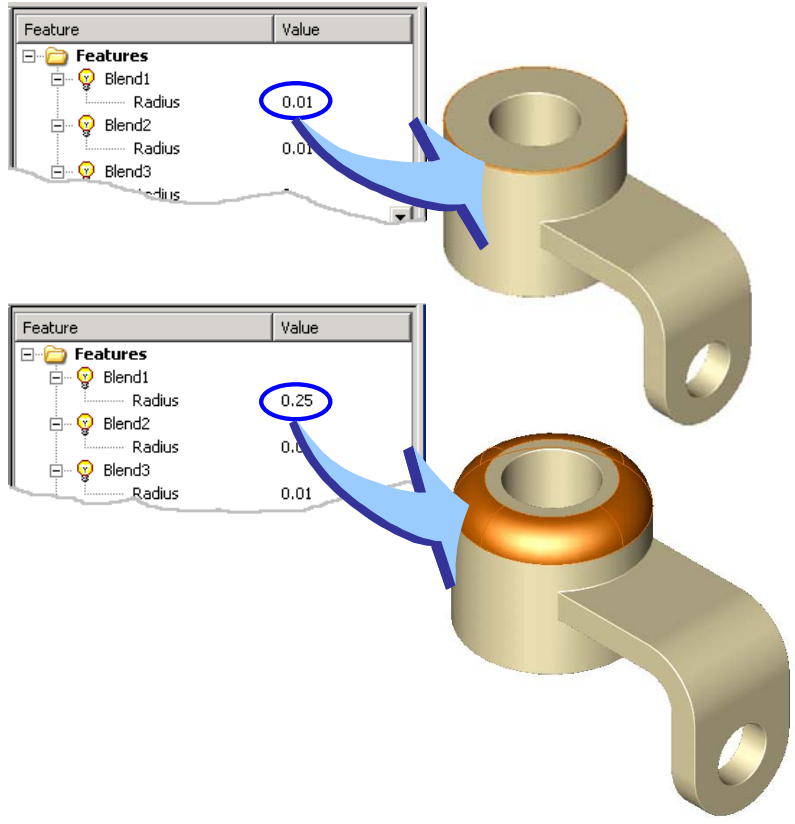 Feature Value
Features
Blend1
Radius 0.01
Blend2
Radius 0.01
Blend3
Feature Value
Features
Blend1
Radius 0.25
Blend2
Radius
Blend3
Radius 0.01